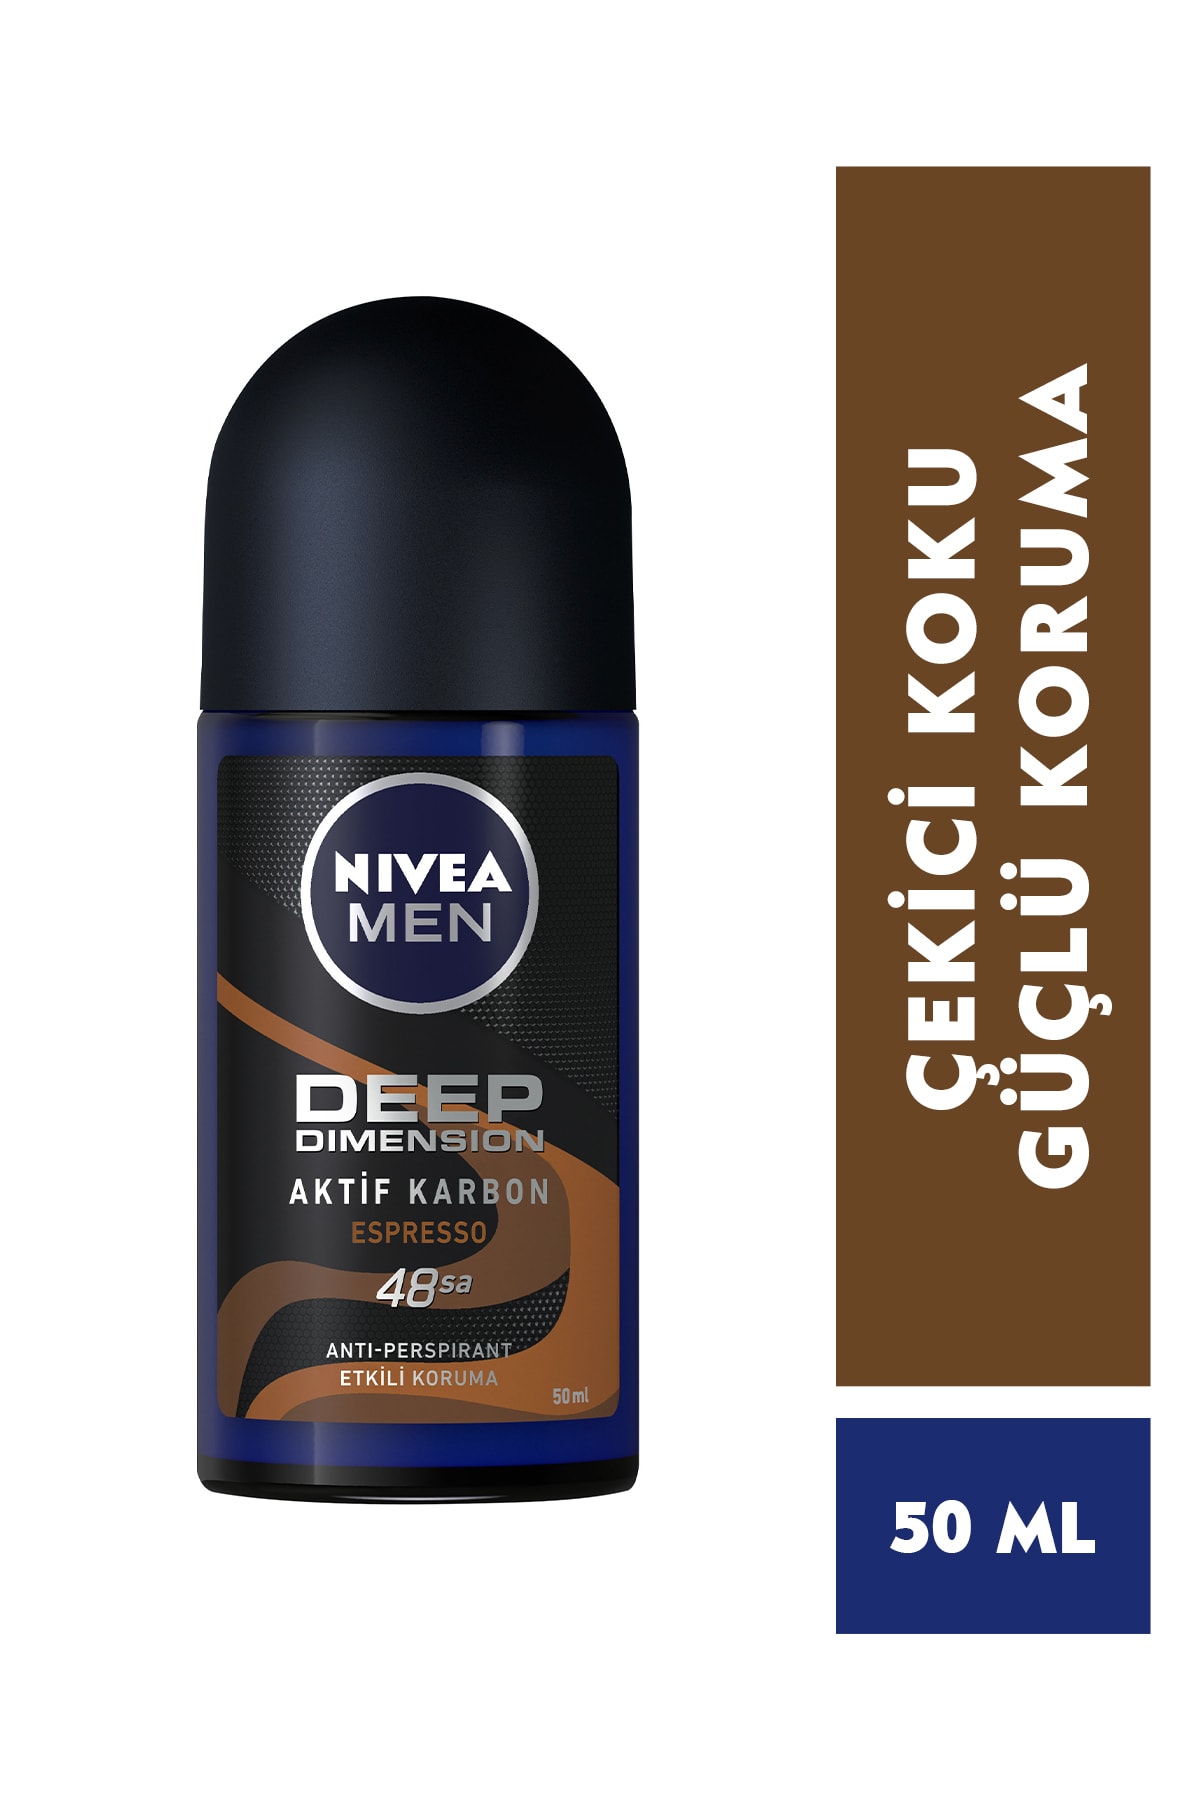 NIVEA
MEN
DEEP
DIMENSION
AKTİF KARBON
ESPRESSO
48sa
ANTI-PERSPIRANT
ETKİLİ KORUMA
50ml
ÇEKİCİ KOKU
GÜÇLÜ KORUMA
50 ML